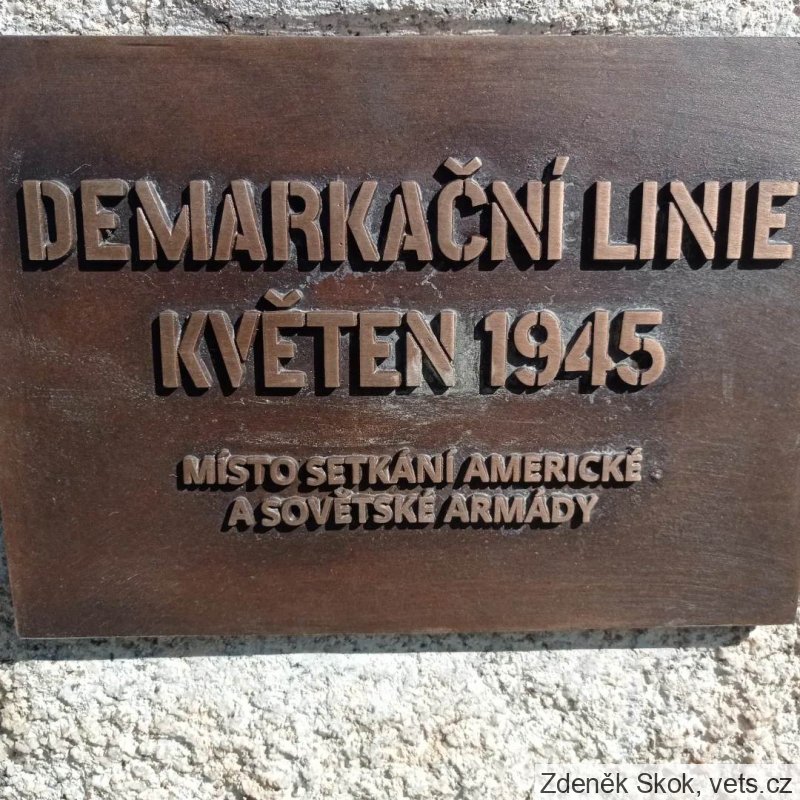 DEMARKAČNÍ LINIE
KVĚTEN 1945
MÍSTO SETKÁNÍ AMERICKÉ
A SOVĚTSKÉ ARMÁDY
Zdeněk Skok, vets.cz